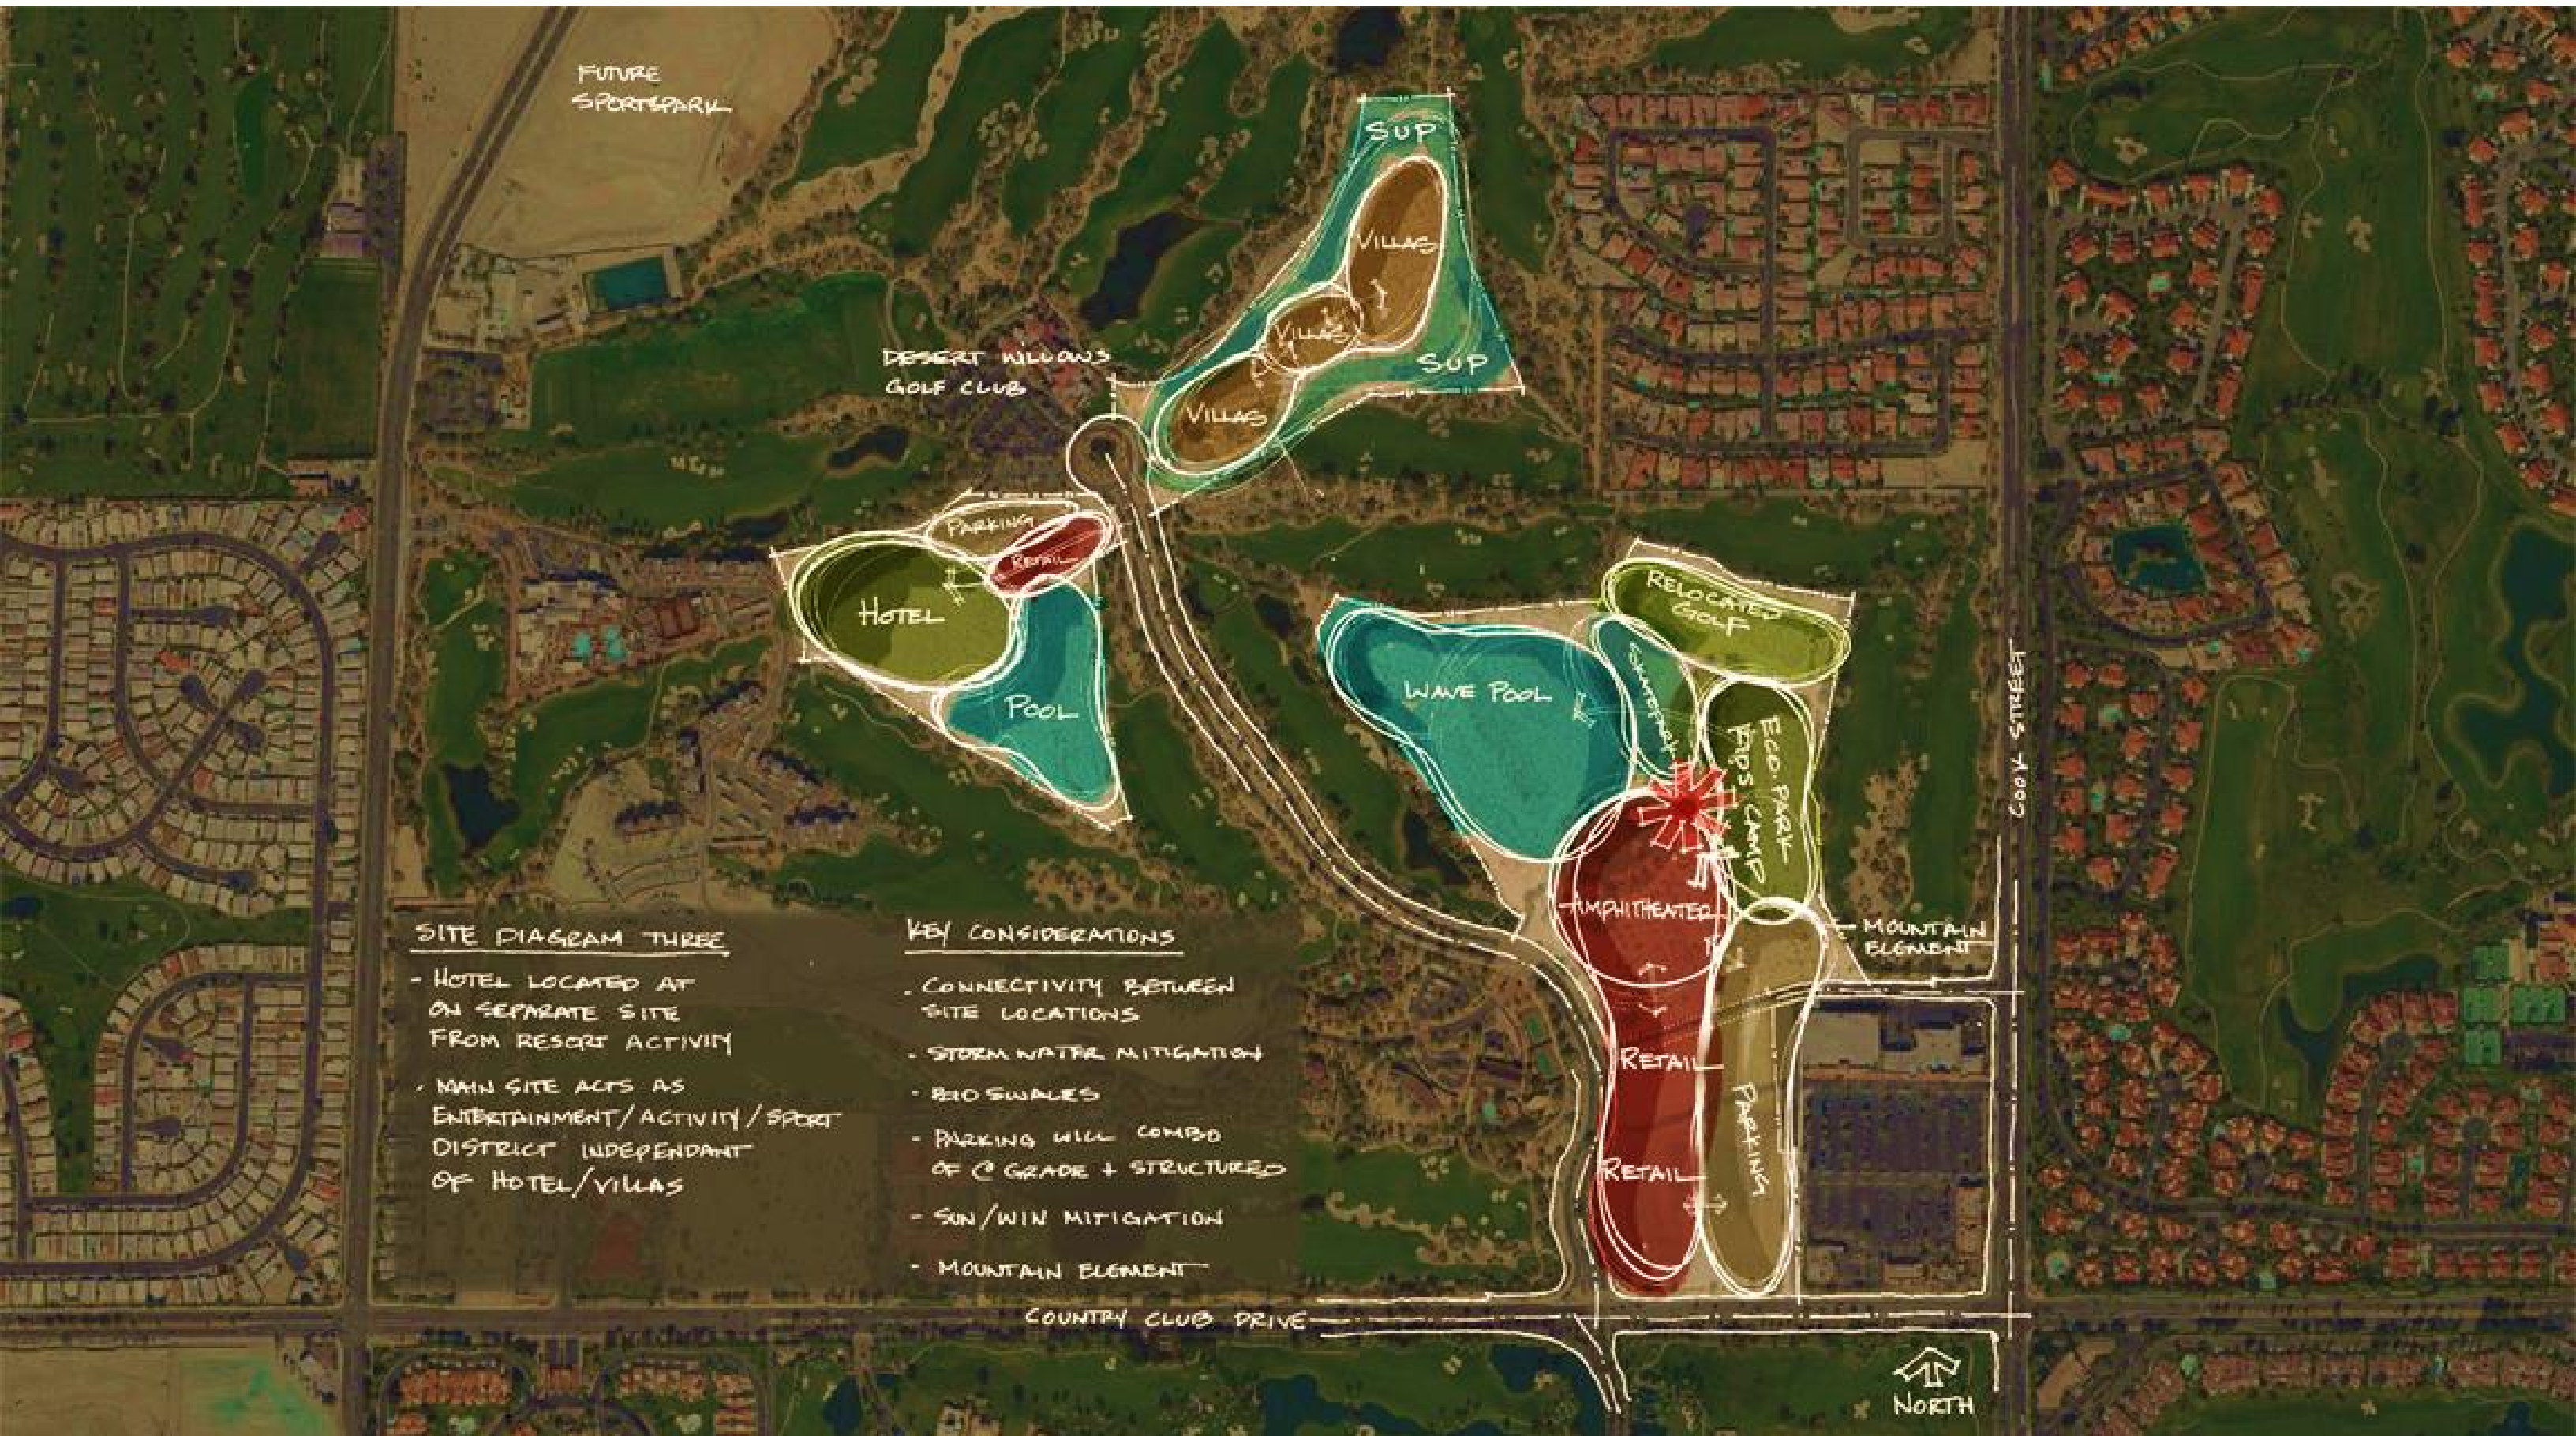 FUTURE
SPORTSPARK
SUP
VILLAS
VILLAS
SUP
VILLAS
DESERT WILLOWS
GOLF CLUB
PARKING
RETAIL
HOTEL
POOL
RELOCATED
GOLF
WAVE POOL
ECO-PARK
CAMP
AMPHITHEATER
MOUNTAIN
ELEMENT
RETAIL
RETAIL
PARKING
COOK STREET
SITE DIAGRAM THREE
- HOTEL LOCATED AT
ON SEPARATE SITE
FROM RESORT ACTIVITY
- MAIN SITE ACTS AS
ENTERTAINMENT/ACTIVITY/SPORT
DISTRICT INDEPENDANT
OF HOTEL/VILLAS
KEY CONSIDERATIONS
- CONNECTIVITY BETWEEN
SITE LOCATIONS
- STORM WATER MITIGATION
- BIO SWALES
- PARKING WILL COMBO
OF @ GRADE + STRUCTURED
- SUN/WIN MITIGATION
- MOUNTAIN ELEMENT
COUNTRY CLUB DRIVE
NORTH